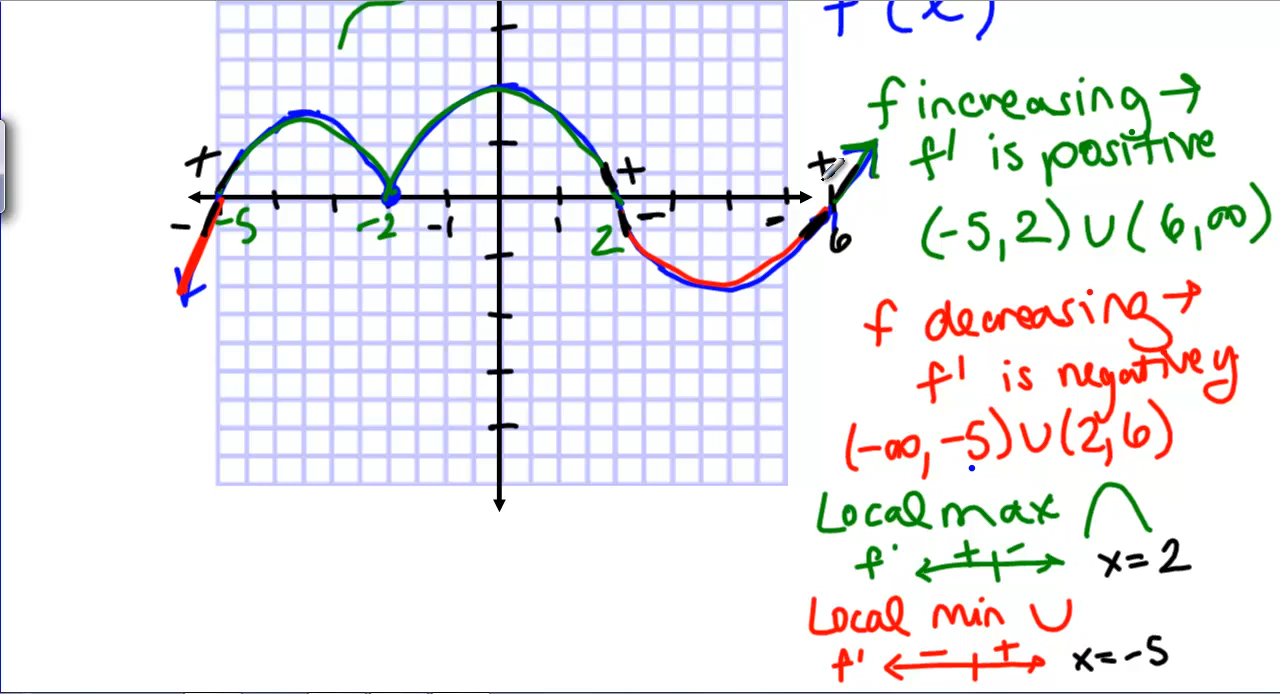 f(x)
f increasing →
f' is positive
(-5,2) ∪ (6,∞)
f decreasing →
f' is negativey
(-∞,-5) ∪ (2,6)
Local max
f' + -
x=2
Local min
f' - +
x=-5
+ + +
-5 -2 -1 1 2 6
- - -